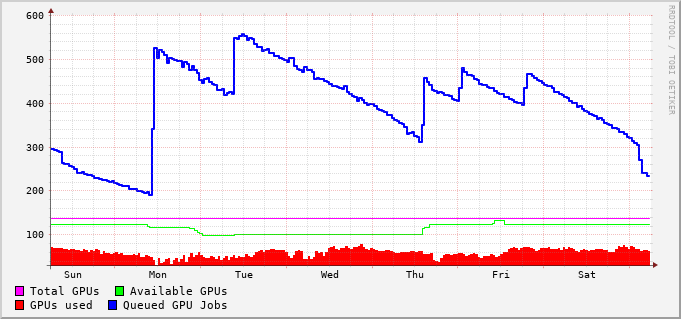 600
500
400
300
200
100
Sun Mon Tue Wed Thu Fri Sat
RRDTOOL / TOBI OETIKER
Total GPUs Available GPUs
GPUs used Queued GPU Jobs